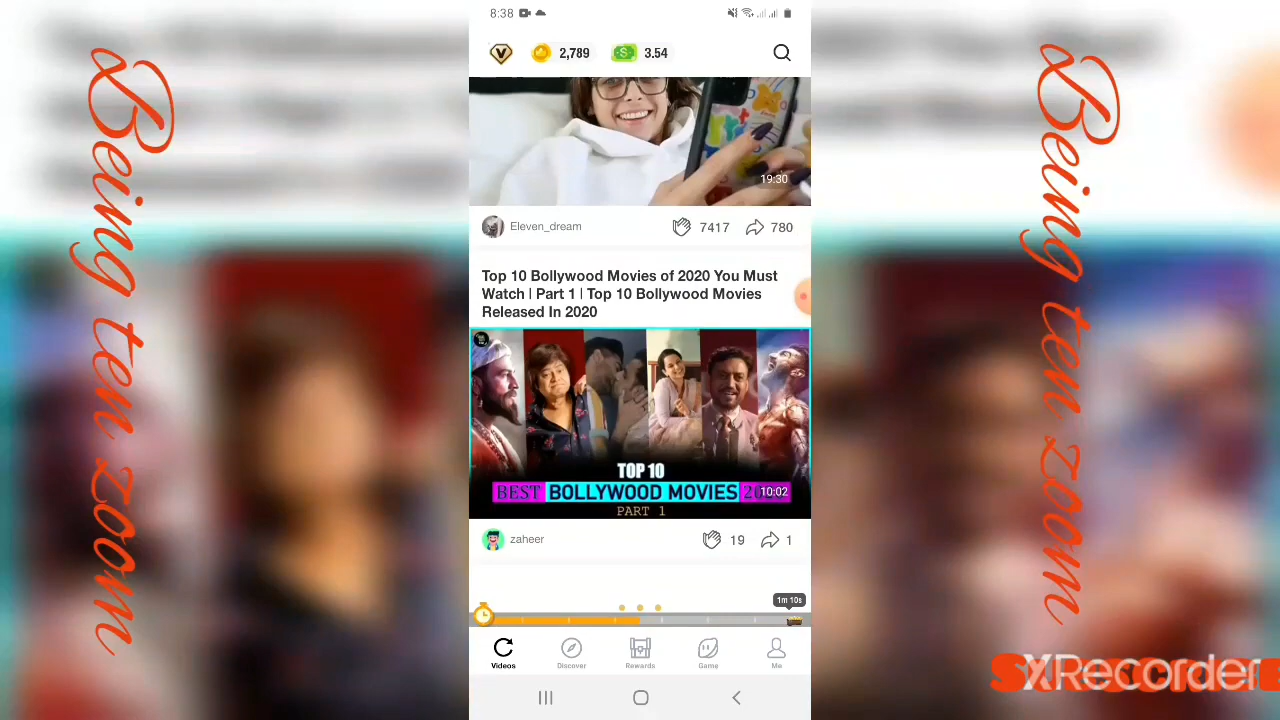 8:38
V
2,789
S
3.54
19:30
Eleven_dream
7417
780
Top 10 Bollywood Movies of 2020 You Must
Watch | Part 1 | Top 10 Bollywood Movies
Released In 2020
TOP 10
BEST BOLLYWOOD MOVIES
10:02
PART 1
zaheer
19
1
1m 10s
Videos
Discover
Rewards
Game
Me
Being ten zoom
Being ten zoom
XRecorder